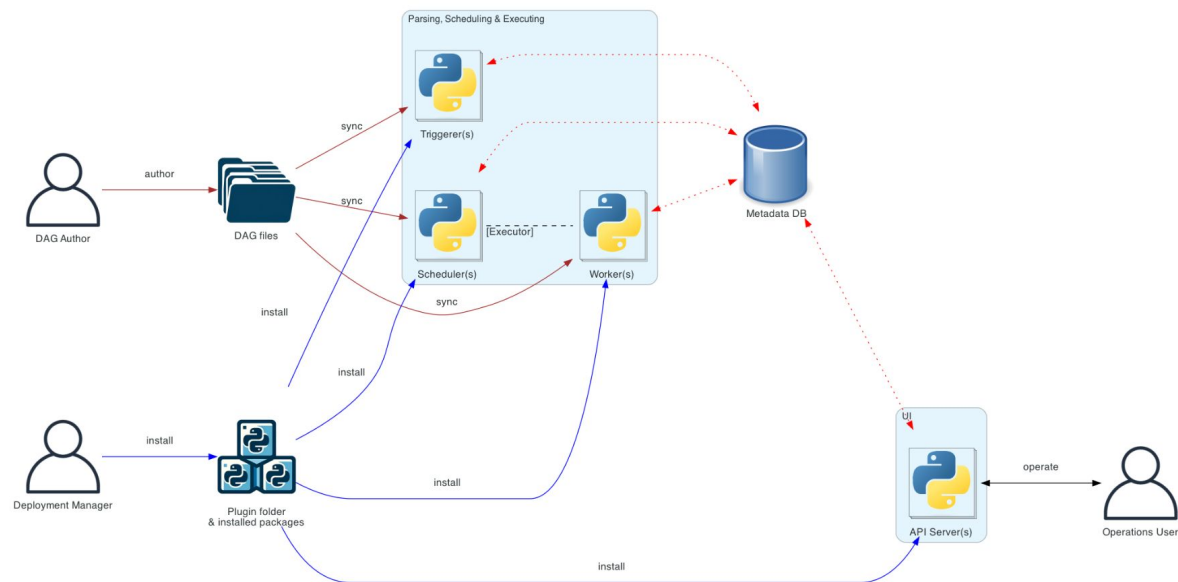 Parsing, Scheduling & Executing
Triggerer(s)
sync
author
sync
DAG Author
DAG files
[Executor]
Metadata DB
Scheduler(s)
Worker(s)
sync
install
install
UI
install
operate
install
Deployment Manager
Plugin folder
& installed packages
API Server(s)
Operations User
install